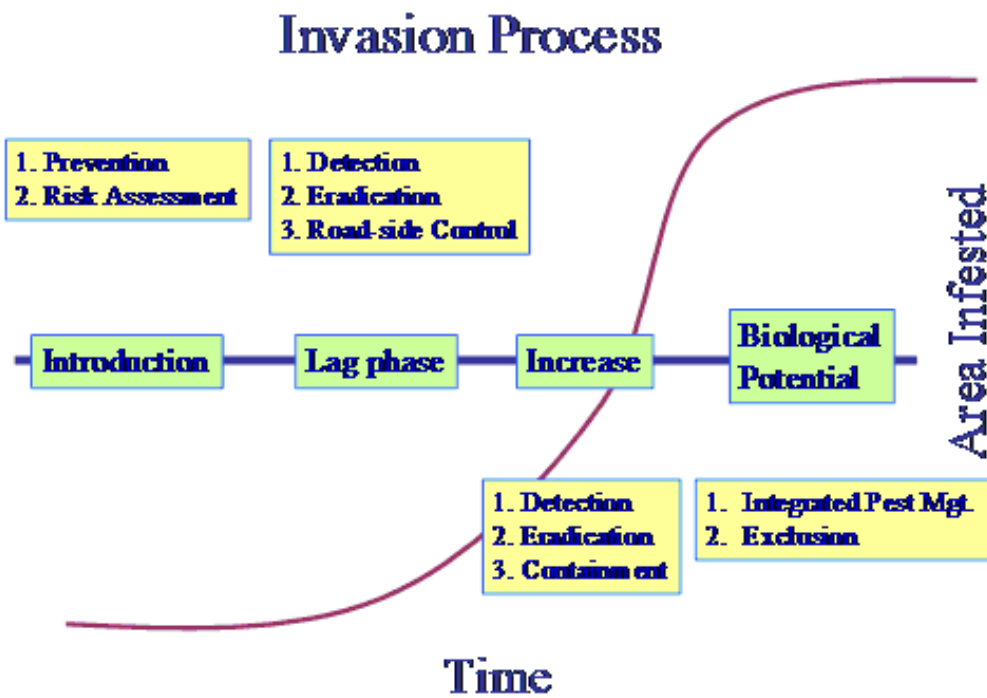 Invasion Process
1. Prevention
2. Risk Assessment
1. Detection
2. Eradication
3. Road-side Control
Introduction
Lag phase
Increase
Biological
Potential
Area Infested
1. Detection
2. Eradication
3. Containment
1. Integrated Pest Mgt.
2. Exclusion
Time